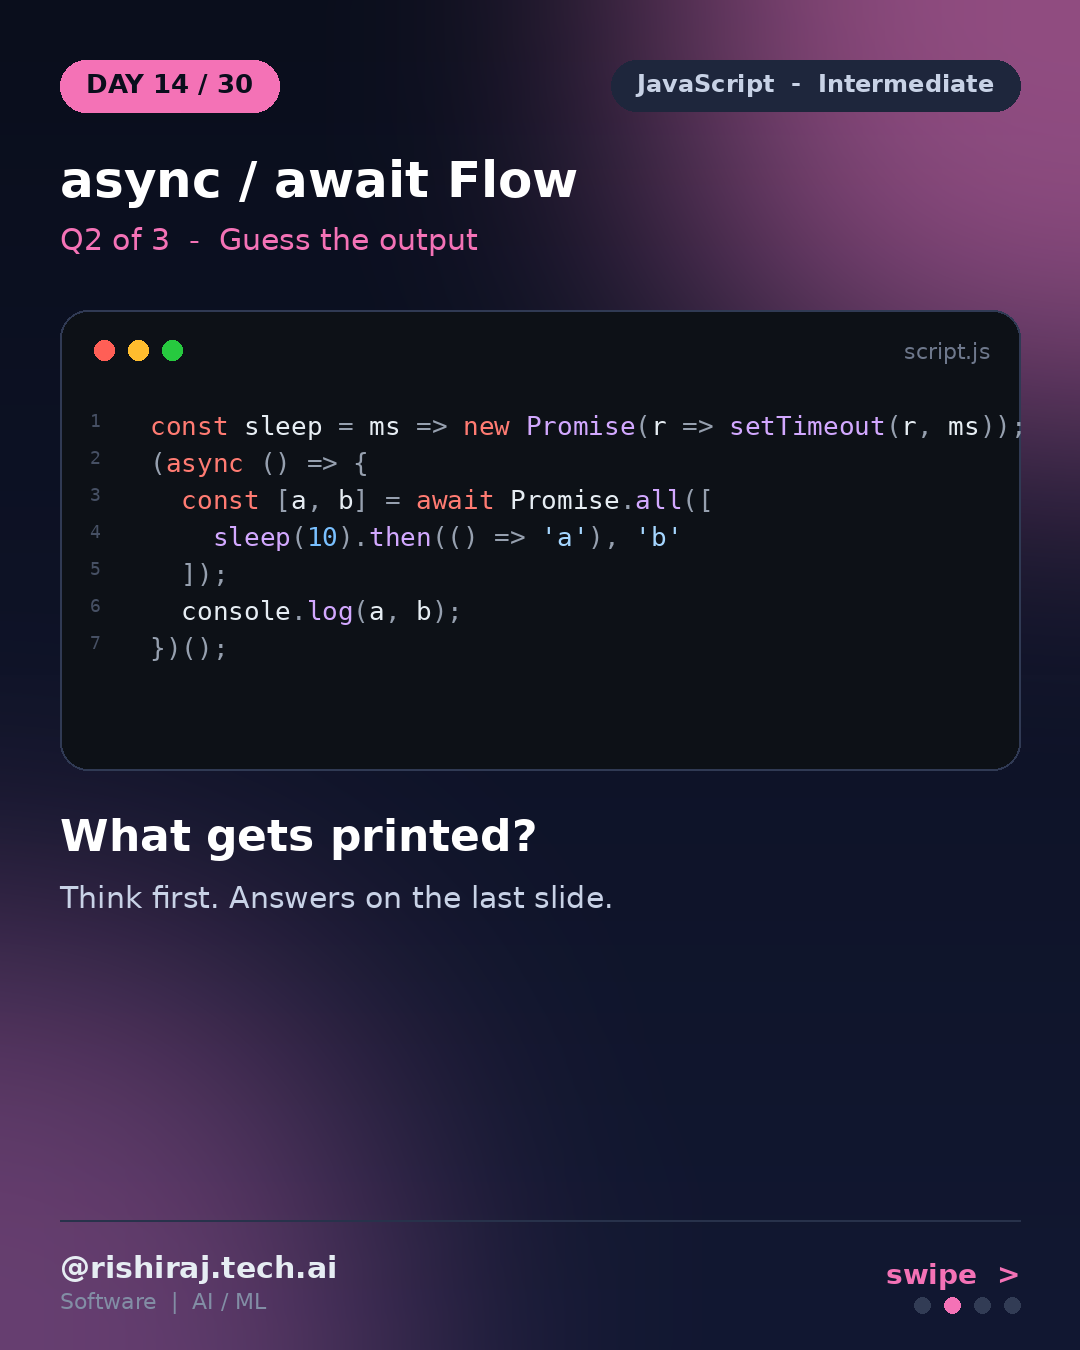 DAY 14 / 30
JavaScript - Intermediate
async / await Flow
Q2 of 3 - Guess the output
script.js
1 const sleep = ms => new Promise(r => setTimeout(r, ms));
2 (async () => {
3   const [a, b] = await Promise.all([
4     sleep(10).then(() => 'a'), 'b'
5   ]);
6   console.log(a, b);
7 })();
What gets printed?
Think first. Answers on the last slide.
@rishiraj.tech.ai
Software | AI / ML
swipe >